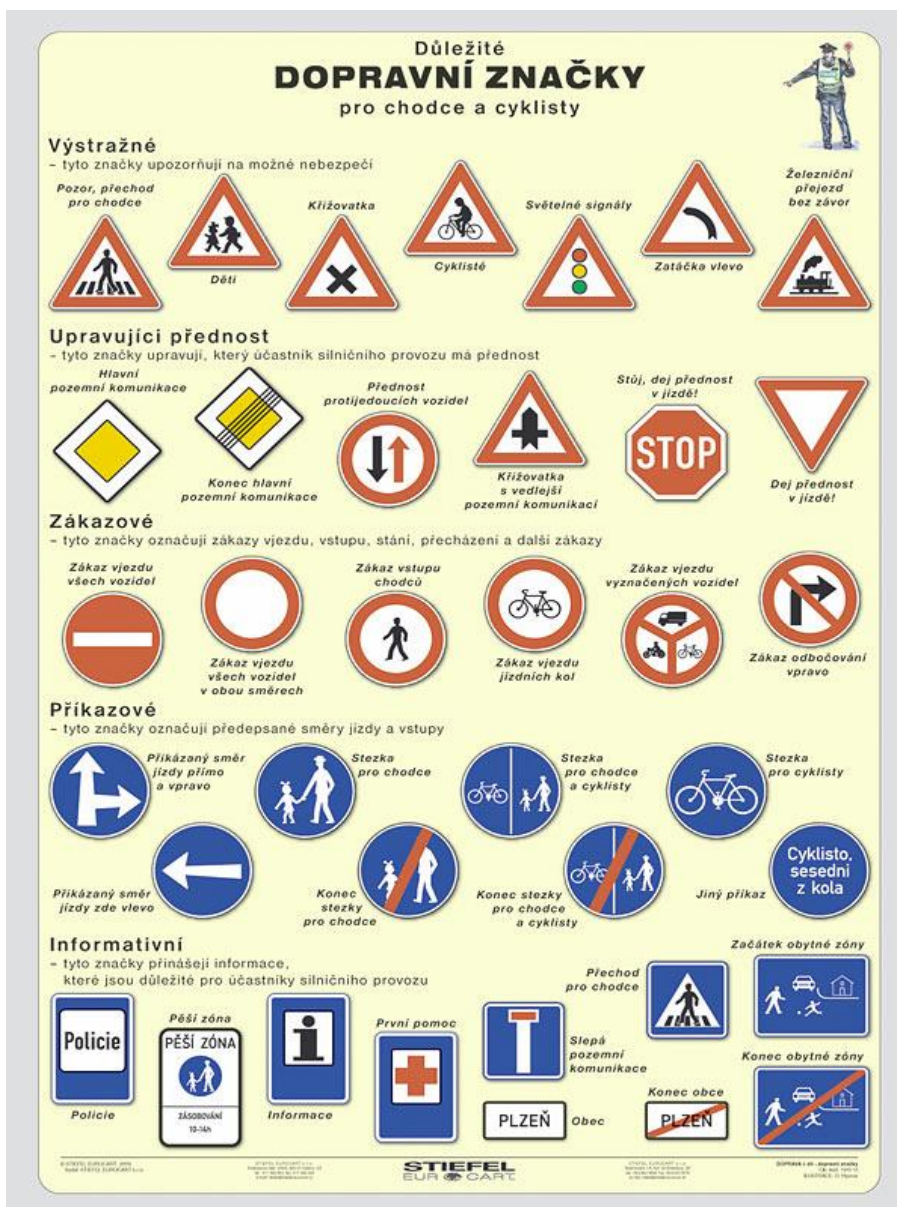 Důležité
DOPRAVNÍ ZNAČKY
pro chodce a cyklisty
Výstražné
– tyto značky upozorňují na možné nebezpečí
Pozor, přechod
pro chodce
Děti
Křižovatka
Cyklisté
Světelné signály
Zatáčka vlevo
Železniční
přejezd
bez závor
Upravujíci přednost
– tyto značky upravují, který účastník silničního provozu má přednost
Hlavní
pozemní komunikace
Konec hlavní
pozemní komunikace
Přednost
protijedoucích vozidel
Křižovatka
s vedlejší
pozemní komunikací
Stůj, dej přednost
v jízdě!
STOP
Dej přednost
v jízdě!
Zákazové
– tyto značky označují zákazy vjezdu, vstupu, stání, přecházení a další zákazy
Zákaz vjezdu
všech vozidel
Zákaz vjezdu
všech vozidel
v obou směrech
Zákaz vstupu
chodců
Zákaz vjezdu
jízdních kol
Zákaz vjezdu
vyznačených vozidel
Zákaz odbočování
vpravo
Příkazové
– tyto značky označují předepsané směry jízdy a vstupy
Přikázaný směr
jízdy přímo
a vpravo
Stezka
pro chodce
Stezka
pro chodce
a cyklisty
Stezka
pro cyklisty
Přikázaný směr
jízdy zde vlevo
Konec
stezky
pro chodce
Konec stezky
pro chodce
a cyklisty
Jiný příkaz
Cyklisto,
sesedni
z kola
Informativní
– tyto značky přinášejí informace,
které jsou důležité pro účastníky silničního provozu
Policie
Policie
Pěší zóna
PĚŠÍ ZÓNA
ZÁSOBOVÁNÍ
10-14h
Informace
První pomoc
Slepá
pozemní
komunikace
PLZEŇ
Obec
Přechod
pro chodce
Konec obce
PLZEŇ
Začátek obytné zóny
Konec obytné zóny
STIEFEL
EUROCART